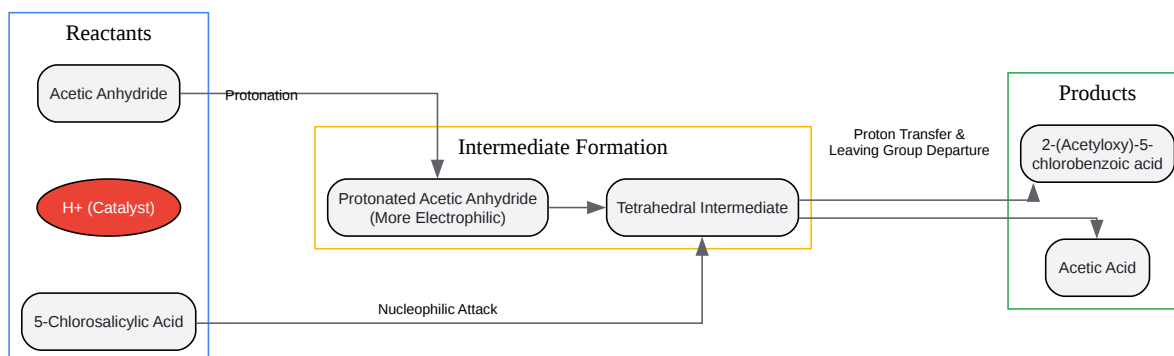 Reactants
Acetic Anhydride
Protonation
H+ (Catalyst)
5-Chlorosalicylic Acid
Nucleophilic Attack
Intermediate Formation
Protonated Acetic Anhydride
(More Electrophilic)
Tetrahedral Intermediate
Proton Transfer &
Leaving Group Departure
Products
2-(Acetyloxy)-5-
chlorobenzoic acid
Acetic Acid